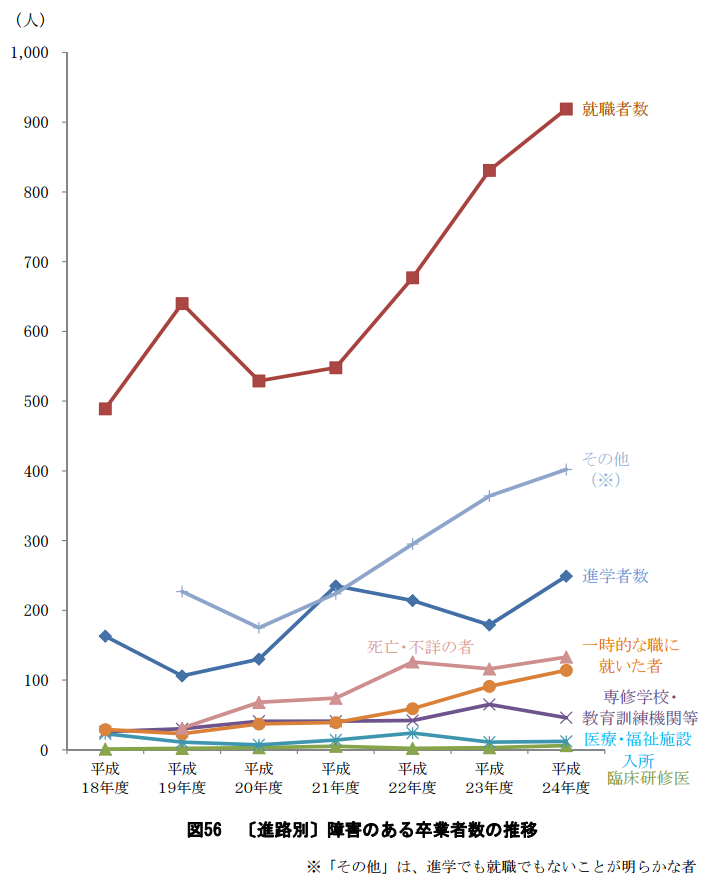 （人）
1,000
900
800
700
600
500
400
300
200
100
0
就職者数
その他
（※）
進学者数
死亡・不詳の者
一時的な職に
就いた者
専修学校・
教育訓練機関等
医療・福祉施設
入所
臨床研修医
平成
18年度
平成
19年度
平成
20年度
平成
21年度
平成
22年度
平成
23年度
平成
24年度
図56 〔進路別〕障害のある卒業者数の推移
※「その他」は、進学でも就職でもないことが明らかな者